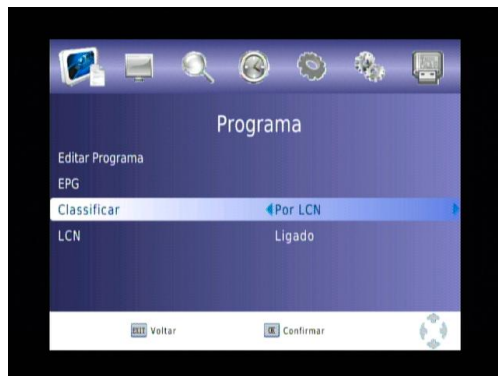 Programa
Editar Programa
EPG
Classificar Por LCN
LCN Ligado
EXIT Voltar OK Confirmar